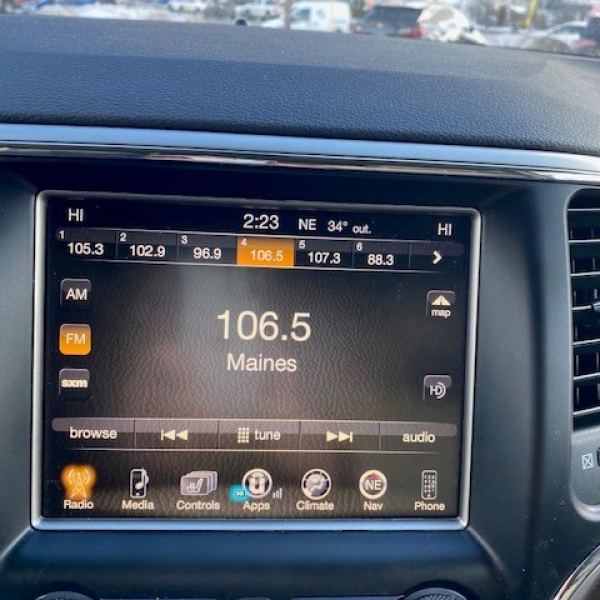 HI 2:23 NE 34° out. HI
1 105.3 2 102.9 3 96.9 4 106.5 5 107.3 6 88.3
AM
map
106.5
FM
Maines
sxm
HD
browse tune audio
Radio Media Controls Apps Climate NE Nav Phone